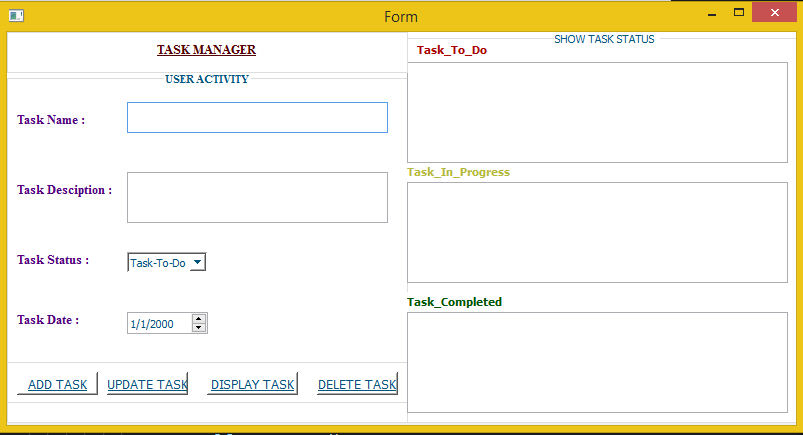 Form
TASK MANAGER
USER ACTIVITY
Task Name :
Task Desciption :
Task Status :
Task-To-Do
Task Date :
1/1/2000
ADD TASK
UPDATE TASK
DISPLAY TASK
DELETE TASK
SHOW TASK STATUS
Task_To_Do
Task_In_Progress
Task_Completed